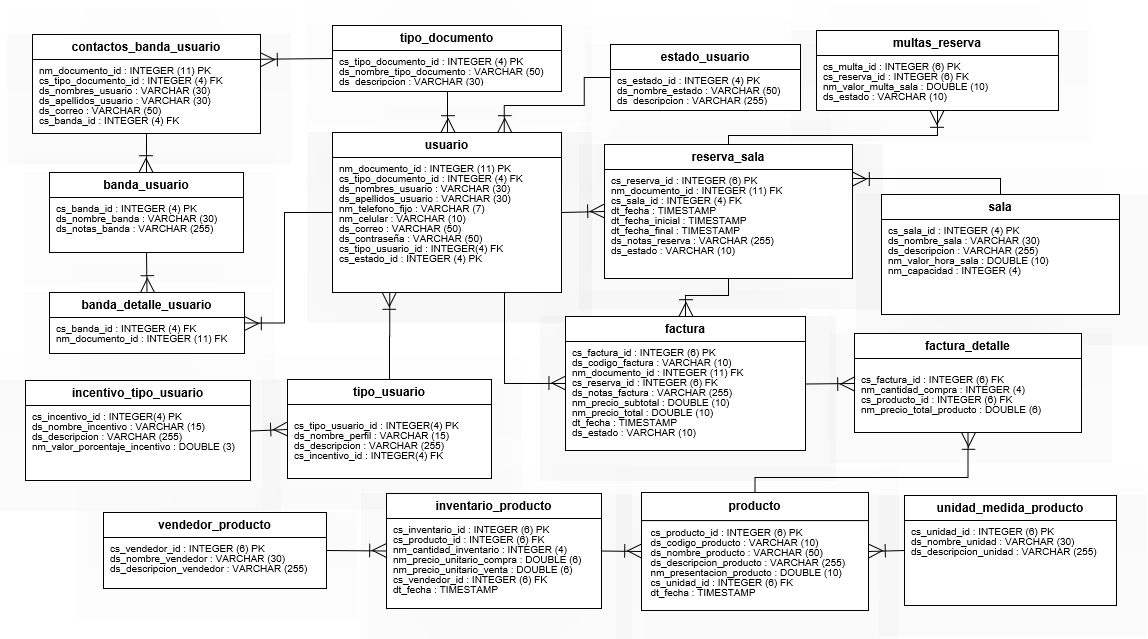 contactos_banda_usuario
nm_documento_id : INTEGER (11) PK
cs_tipo_documento_id : INTEGER (4) FK
ds_nombres_usuario : VARCHAR (30)
ds_apellidos_usuario : VARCHAR (30)
ds_correo : VARCHAR (50)
cs_banda_id : INTEGER (4) FK
tipo_documento
cs_tipo_documento_id : INTEGER (4) PK
ds_nombre_tipo_documento : VARCHAR (50)
ds_descripcion : VARCHAR (30)
estado_usuario
cs_estado_id : INTEGER (4) PK
ds_nombre_estado : VARCHAR (50)
ds_descripcion : VARCHAR (255)
multas_reserva
cs_multa_id : INTEGER (6) PK
cs_reserva_id : INTEGER (6) FK
nm_valor_multa_sala : DOUBLE (10)
ds_estado : VARCHAR (10)
banda_usuario
cs_banda_id : INTEGER (4) PK
ds_nombre_banda : VARCHAR (30)
ds_notas_banda : VARCHAR (255)
usuario
nm_documento_id : INTEGER (11) PK
cs_tipo_documento_id : INTEGER (4) FK
ds_nombres_usuario : VARCHAR (30)
ds_apellidos_usuario : VARCHAR (30)
nm_telefono_fijo : VARCHAR (7)
nm_celular : VARCHAR (10)
ds_correo : VARCHAR (50)
ds_contraseña : VARCHAR (50)
cs_tipo_usuario_id : INTEGER(4) FK
cs_estado_id : INTEGER (4) PK
reserva_sala
cs_reserva_id : INTEGER (6) PK
nm_documento_id : INTEGER (11) FK
cs_sala_id : INTEGER (4) FK
dt_fecha : TIMESTAMP
dt_fecha_inicial : TIMESTAMP
dt_fecha_final : TIMESTAMP
ds_notas_reserva : VARCHAR (255)
ds_estado : VARCHAR (10)
sala
cs_sala_id : INTEGER (4) PK
ds_nombre_sala : VARCHAR (30)
ds_descripcion : VARCHAR (255)
nm_valor_hora_sala : DOUBLE (10)
nm_capacidad : INTEGER (4)
banda_detalle_usuario
cs_banda_id : INTEGER (4) FK
nm_documento_id : INTEGER (11) FK
factura
cs_factura_id : INTEGER (6) PK
ds_codigo_factura : VARCHAR (10)
nm_documento_id : INTEGER (11) FK
cs_reserva_id : INTEGER (6) FK
ds_notas_factura : VARCHAR (255)
nm_precio_subtotal : DOUBLE (10)
nm_precio_total : DOUBLE (10)
dt_fecha : TIMESTAMP
ds_estado : VARCHAR (10)
factura_detalle
cs_factura_id : INTEGER (6) FK
nm_cantidad_compra : INTEGER (4)
cs_producto_id : INTEGER (6) FK
nm_precio_total_producto : DOUBLE (6)
incentivo_tipo_usuario
cs_incentivo_id : INTEGER(4) PK
ds_nombre_incentivo : VARCHAR (15)
ds_descripcion : VARCHAR (255)
nm_valor_porcentaje_incentivo : DOUBLE (3)
tipo_usuario
cs_tipo_usuario_id : INTEGER(4) PK
ds_nombre_perfil : VARCHAR (15)
ds_descripcion : VARCHAR (255)
cs_incentivo_id : INTEGER(4) FK
vendedor_producto
cs_vendedor_id : INTEGER (6) PK
ds_nombre_vendedor : VARCHAR (30)
ds_descripcion_vendedor : VARCHAR (255)
inventario_producto
cs_inventario_id : INTEGER (6) PK
cs_producto_id : INTEGER (6) FK
nm_cantidad_inventario : INTEGER (4)
nm_precio_unitario_compra : DOUBLE (6)
nm_precio_unitario_venta : DOUBLE (6)
cs_vendedor_id : INTEGER (6) FK
dt_fecha : TIMESTAMP
producto
cs_producto_id : INTEGER (6) PK
ds_codigo_producto : VARCHAR (10)
ds_nombre_producto : VARCHAR (50)
ds_descripcion_producto : VARCHAR (255)
nm_presentacion_producto : DOUBLE (10)
cs_unidad_id : INTEGER (6) FK
dt_fecha : TIMESTAMP
unidad_medida_producto
cs_unidad_id : INTEGER (6) PK
ds_nombre_unidad : VARCHAR (30)
ds_descripcion_unidad : VARCHAR (255)